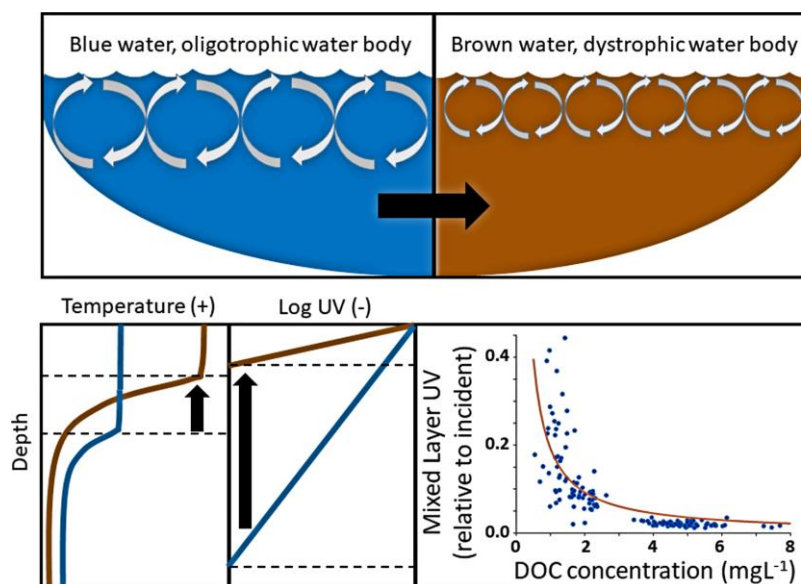 Blue water, oligotrophic water body
Brown water, dystrophic water body
Temperature (+)
Log UV (-)
Depth
Mixed Layer UV
(relative to incident)
0.4
0.2
0.0
0
2
4
6
8
DOC concentration (mgL⁻¹)